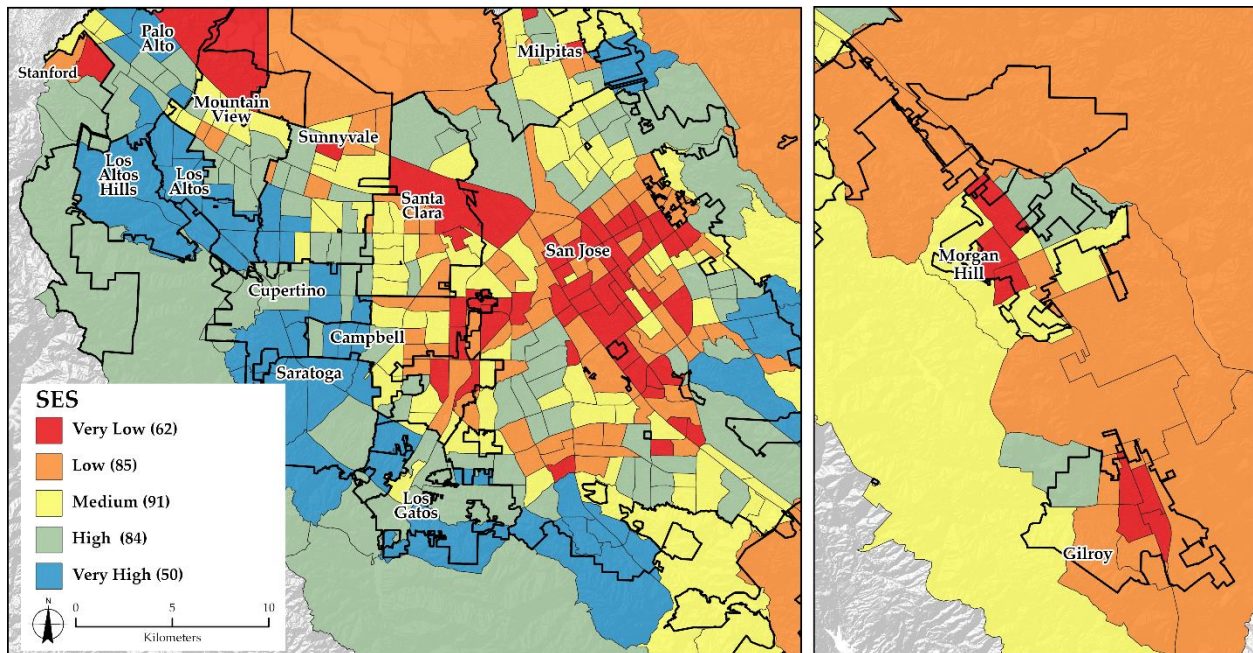 Palo
Alto
Stanford
Milpitas
Mountain
View
Sunnyvale
Los
Altos
Hills
Los
Altos
Santa
Clara
San Jose
Cupertino
Campbell
Saratoga
Los
Gatos
SES
Very Low (62)
Low (85)
Medium (91)
High (84)
Very High (50)
N
0 5 10
Kilometers
Morgan
Hill
Gilroy